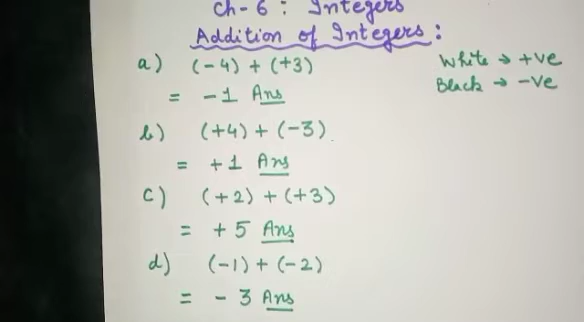 Ch-6 : Integers
Addition of Integers :
White → +ve
Black → -ve
a) (-4) + (+3)
= -1 Ans
b) (+4) + (-3)
= +1 Ans
c) (+2) + (+3)
= +5 Ans
d) (-1) + (-2)
= -3 Ans